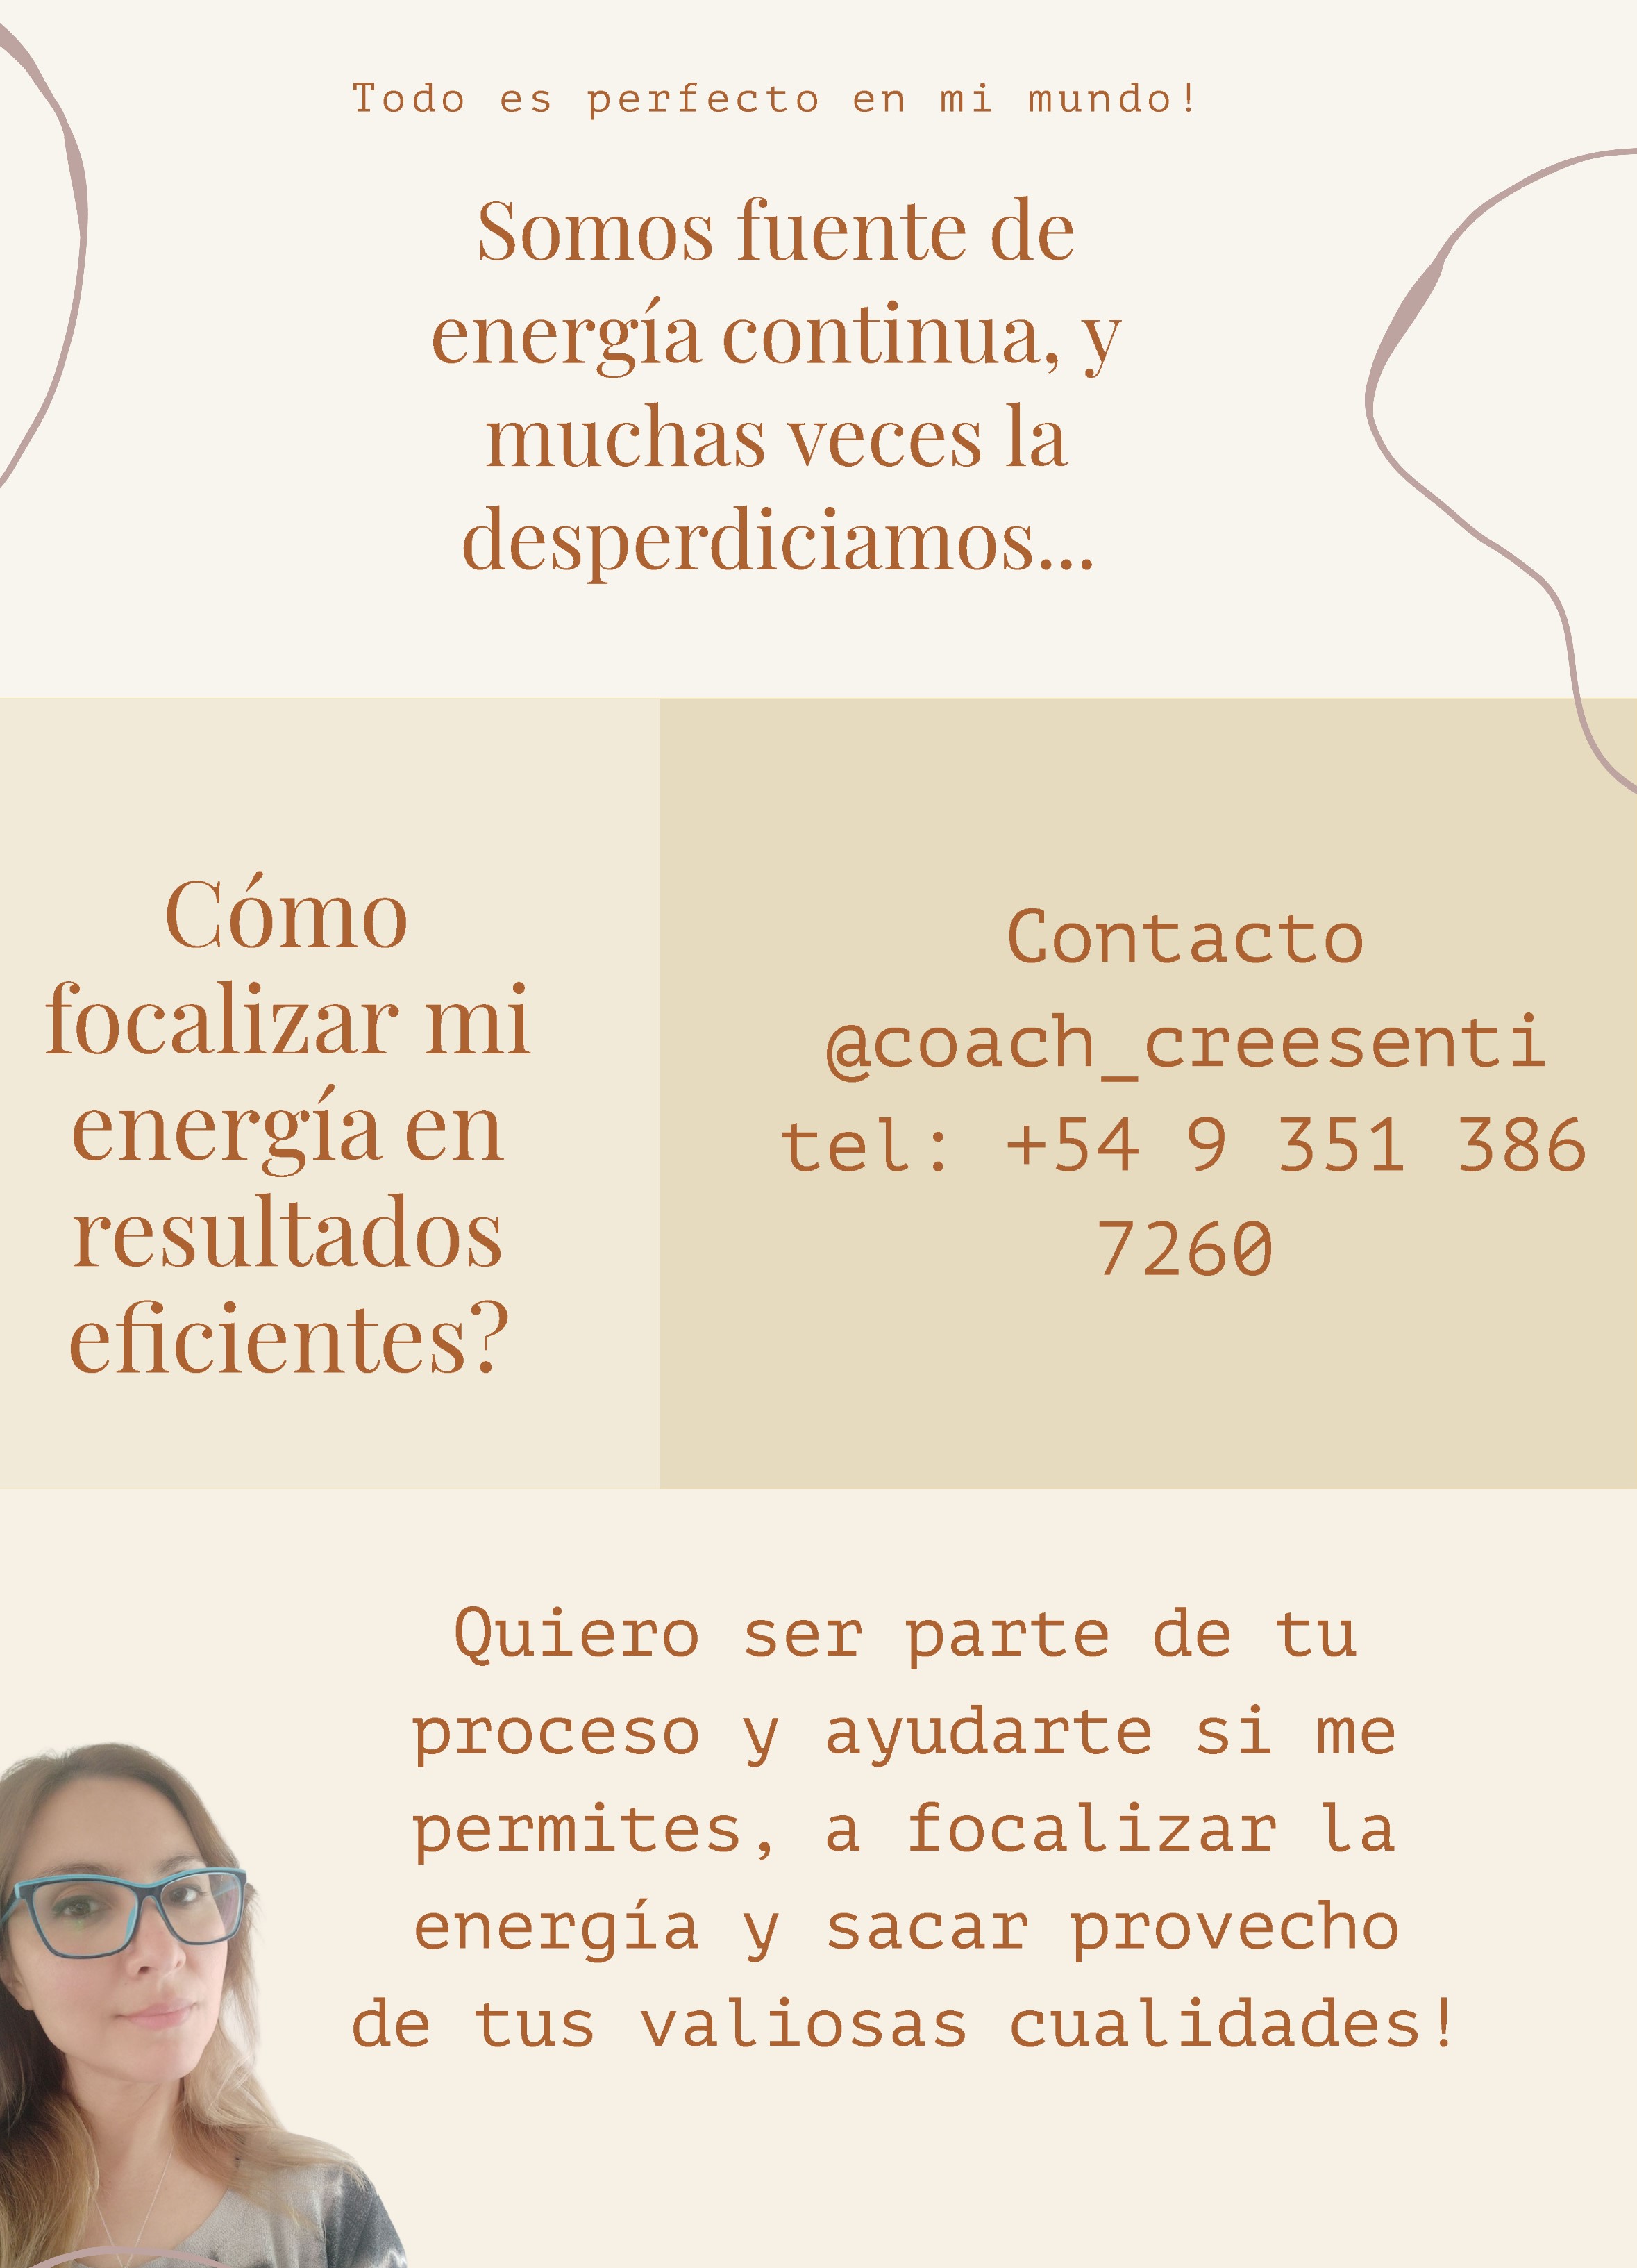 Todo es perfecto en mi mundo!
Somos fuente de
energía continua, y
muchas veces la
desperdiciamos...
Cómo
focalizar mi
energía en
resultados
eficientes?
Contacto
@coach_creesenti
tel: +54 9 351 386
7260
Quiero ser parte de tu
proceso y ayudarte si me
permites, a focalizar la
energía y sacar provecho
de tus valiosas cualidades!